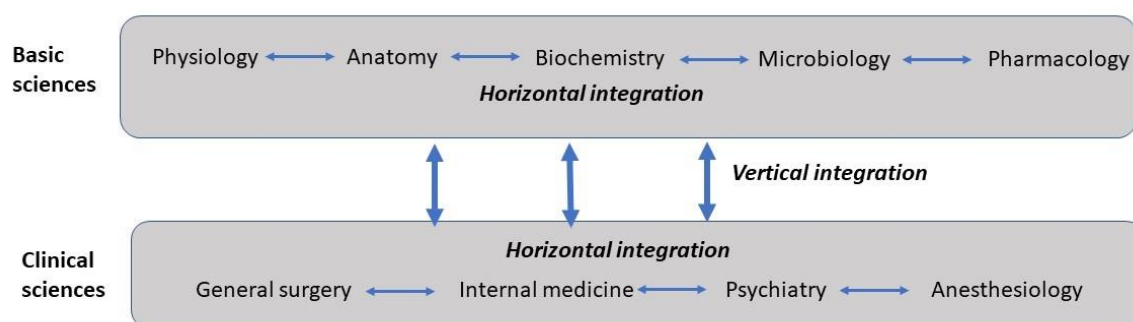 Basic
sciences
Physiology Anatomy Biochemistry Microbiology Pharmacology
Horizontal integration
Vertical integration
Horizontal integration
Clinical
sciences
General surgery Internal medicine Psychiatry Anesthesiology